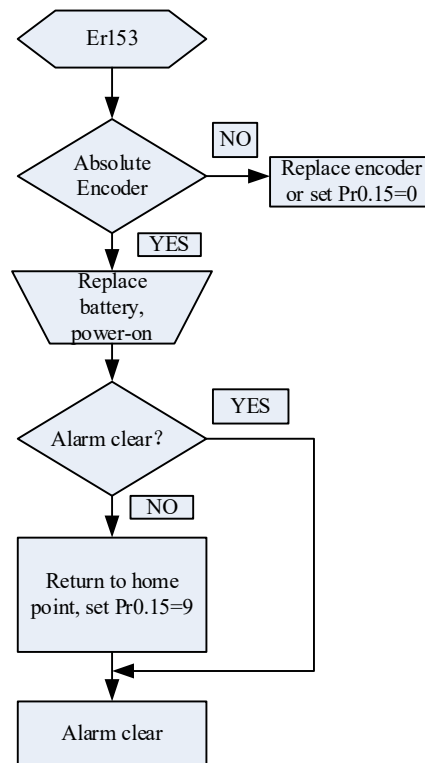 Er153
NO
Absolute
Encoder
Replace encoder
or set Pr0.15=0
YES
Replace
battery,
power-on
YES
Alarm clear？
NO
Return to home
point, set Pr0.15=9
Alarm clear